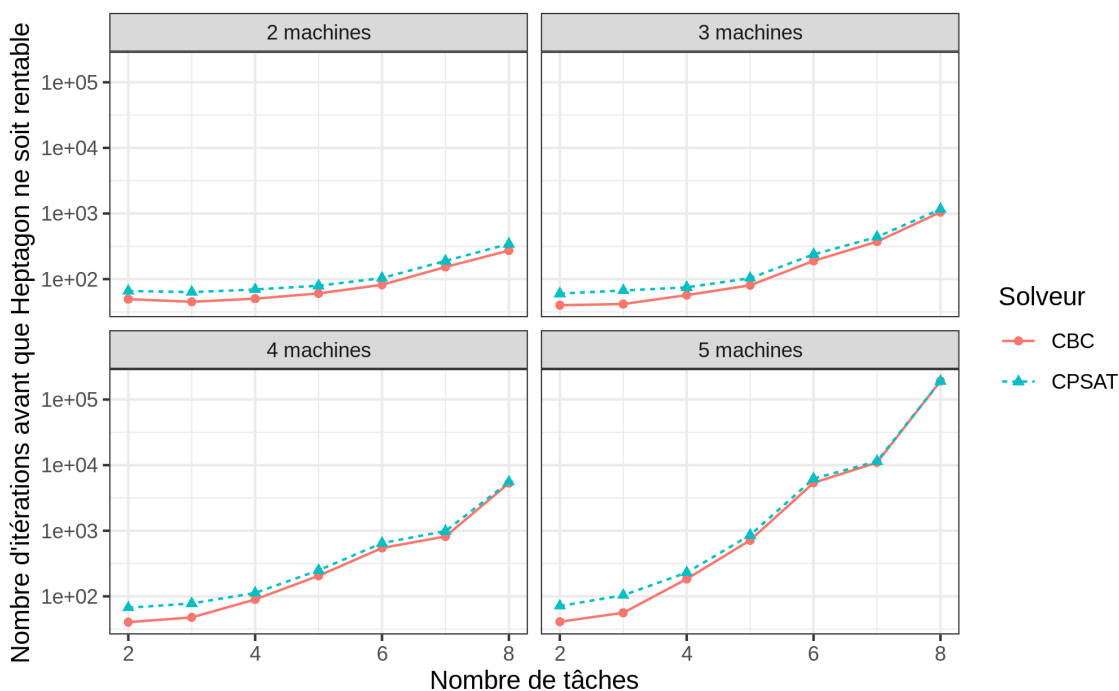 Nombre d'itérations avant que Heptagon ne soit rentable
2 machines
3 machines
1e+05
1e+04
1e+03
1e+02
4 machines
5 machines
1e+05
1e+04
1e+03
1e+02
2 4 6 8
2 4 6 8
Nombre de tâches
Solveur
CBC
CPSAT